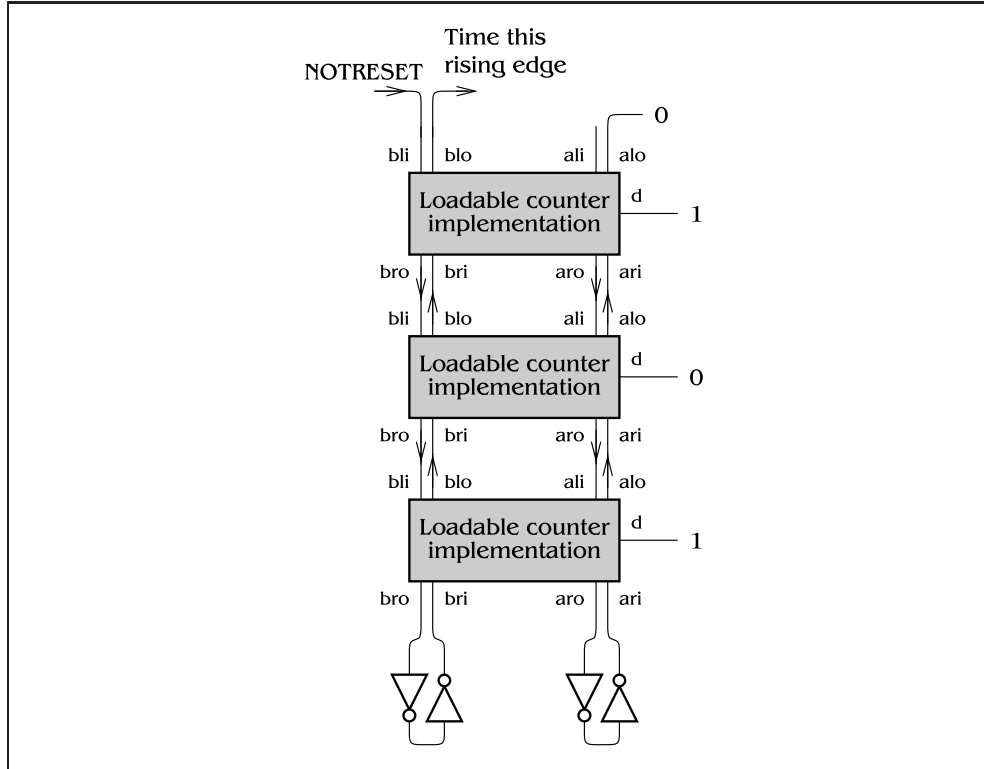 Time this
rising edge
NOTRESET
0
bli blo ali alo
Loadable counter
implementation
d
1
bro bri aro ari
bli blo ali alo
Loadable counter
implementation
d
0
bro bri aro ari
bli blo ali alo
Loadable counter
implementation
d
1
bro bri aro ari